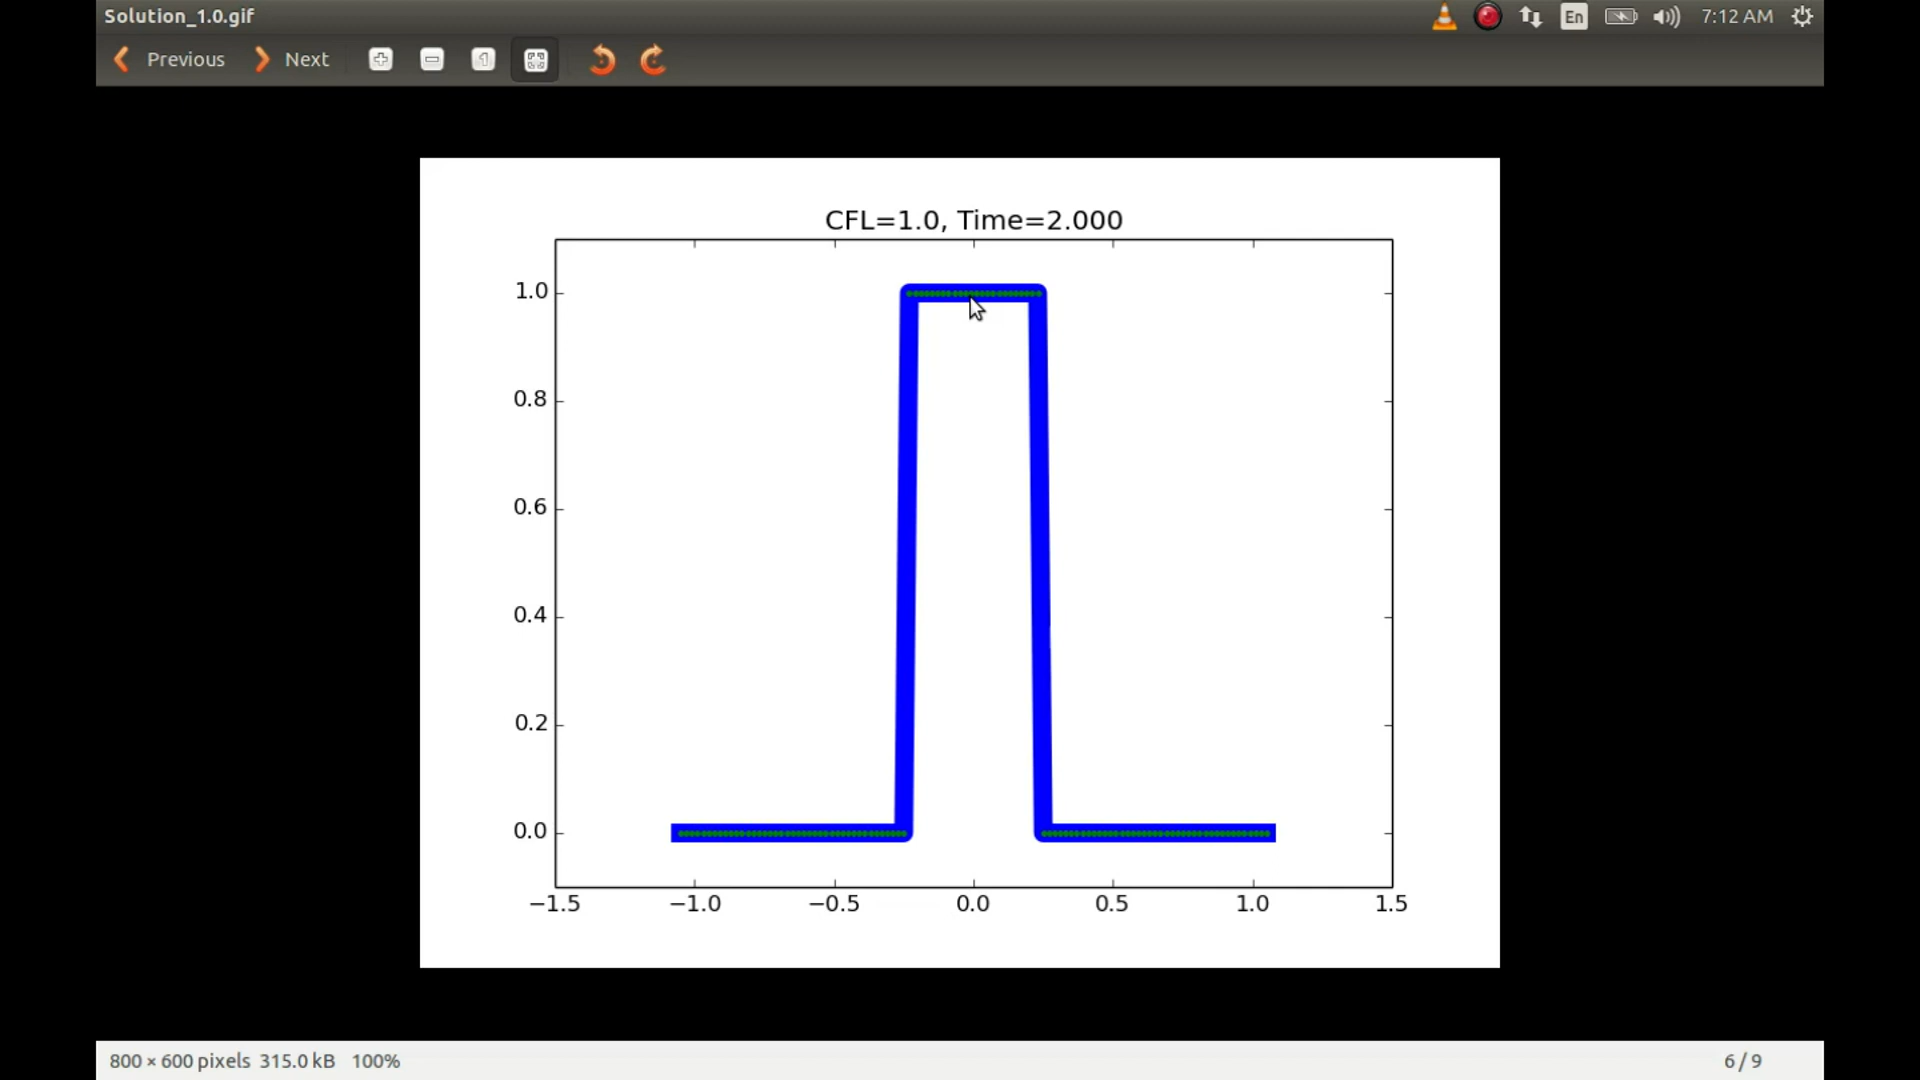 Solution_1.0.gif En 7:12 AM
Previous Next
CFL=1.0, Time=2.000
1.0
0.8
0.6
0.4
0.2
0.0
−1.5 −1.0 −0.5 0.0 0.5 1.0 1.5
800 × 600 pixels 315.0 kB 100% 6 / 9